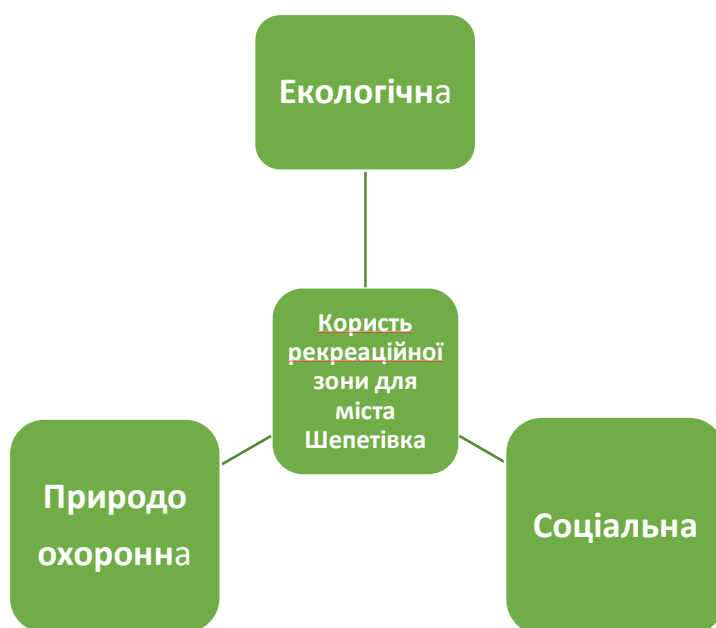 Екологічна
Користь
рекреаційної
зони для
міста
Шепетівка
Природо
охоронна
Соціальна